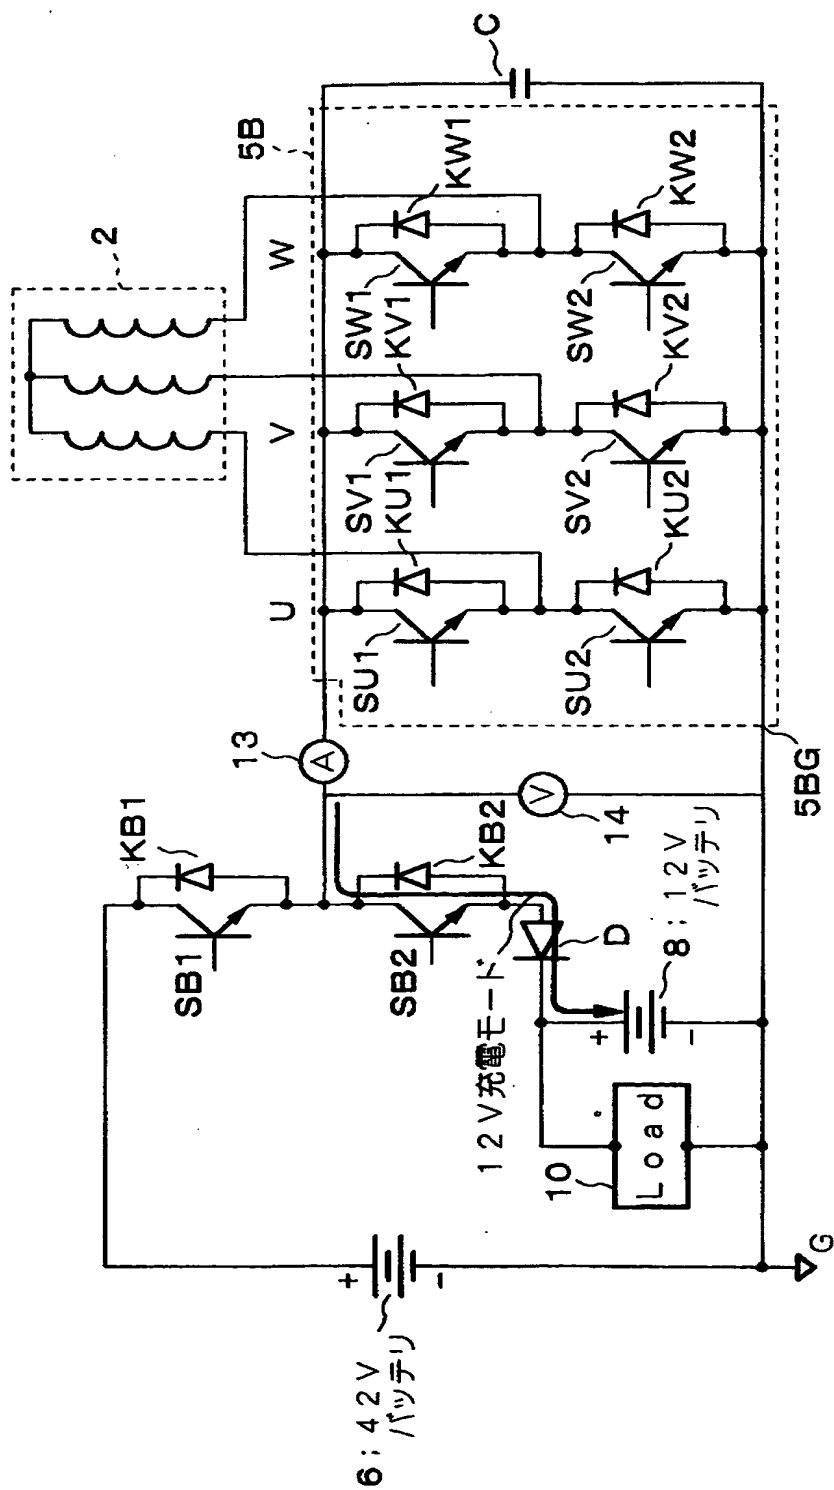 2
5B
C
U
V
W
KW1
SW1
KV1
SV1
KU1
SU1
KW2
SW2
KV2
SV2
KU2
SU2
13
A
V
14
5BG
KB1
SB1
KB2
SB2
D
12V充電モード
8:12V
バッテリ
+
-
10
Load
+
-
6:42V
バッテリ
G